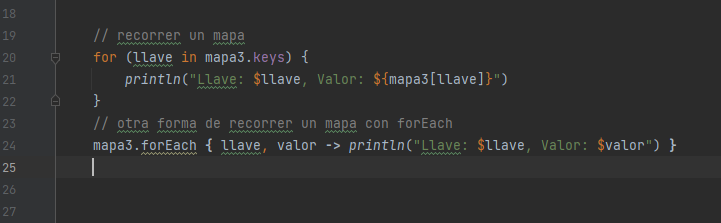 18
19 // recorrer un mapa
20 for (llave in mapa3.keys) {
21 println("Llave: $llave, Valor: ${mapa3[llave]}")
22 }
23 // otra forma de recorrer un mapa con forEach
24 mapa3.forEach { llave, valor -> println("Llave: $llave, Valor: $valor") }
25
26
27